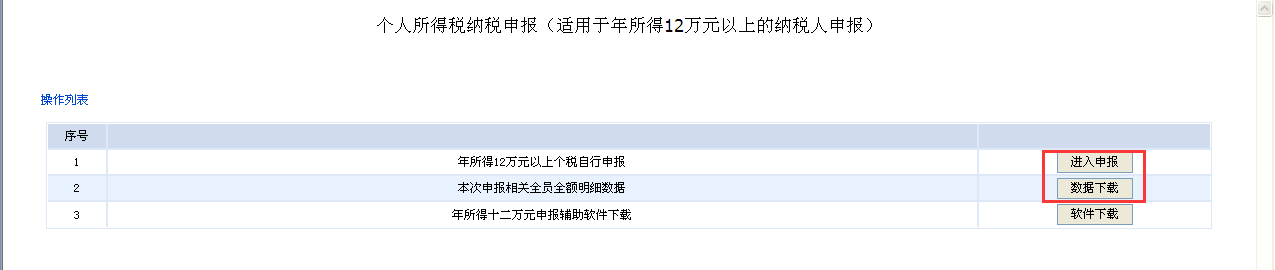 个人所得税纳税申报（适用于年所得12万元以上的纳税人申报）
操作列表
序号
1 年所得12万元以上个税自行申报 进入申报
2 本次申报相关全员全额明细数据 数据下载
3 年所得十二万元申报辅助软件下载 软件下载